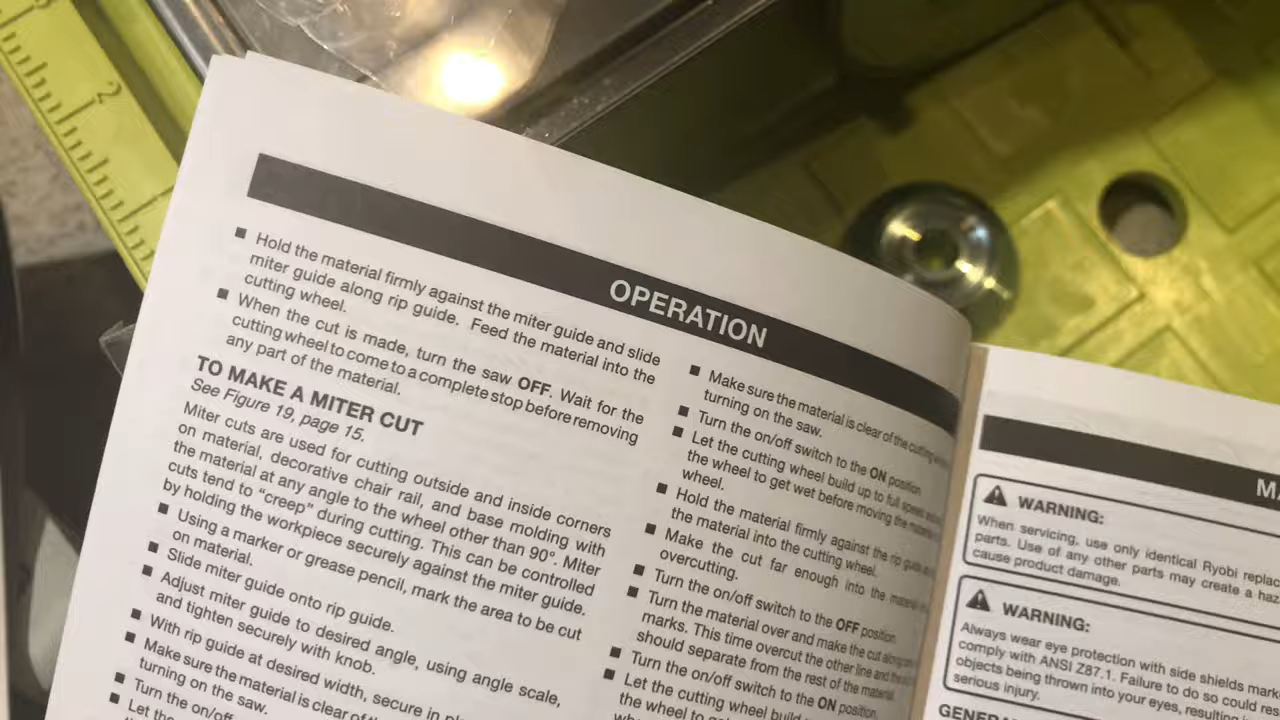 3
2
OPERATION
■ Hold the material firmly against the miter guide and slide
miter guide along rip guide. Feed the material into the
cutting wheel.
■ When the cut is made, turn the saw OFF. Wait for the
cutting wheel to come to a complete stop before removing
any part of the material.
TO MAKE A MITER CUT
See Figure 19, page 15.
Miter cuts are used for cutting outside and inside corners
on material, decorative chair rail, and base molding with
the material at any angle to the wheel other than 90°. Miter
cuts tend to “creep” during cutting. This can be controlled
by holding the workpiece securely against the miter guide.
■ Using a marker or grease pencil, mark the area to be cut
on material.
■ Slide miter guide onto rip guide.
■ Adjust miter guide to desired angle, using angle scale,
and tighten securely with knob.
■ With rip guide at desired width, secure in
■ Make sure the material is clear of
turning on the saw.
■ Turn the on/off
■ Let the
■ Make sure the material is clear of the cutting
turning on the saw.
■ Turn the on/off switch to the ON position
■ Let the cutting wheel build up to full speed
the wheel to get wet before moving the
wheel.
■ Hold the material firmly against the rip guide
the material into the cutting wheel.
■ Make the cut far enough into the material
overcutting.
■ Turn the on/off switch to the OFF position
■ Turn the material over and make the cut along
marks. This time overcut the other line and the
should separate from the rest of the material.
■ Turn the on/off switch to the ON position.
■ Let the cutting wheel build
the wheel to
WARNING:
When servicing, use only identical Ryobi
parts. Use of any other parts may create a
cause product damage.
WARNING:
Always wear eye protection with side shields
comply with ANSI Z87.1. Failure to do so could
objects being thrown into your eyes,
serious injury.